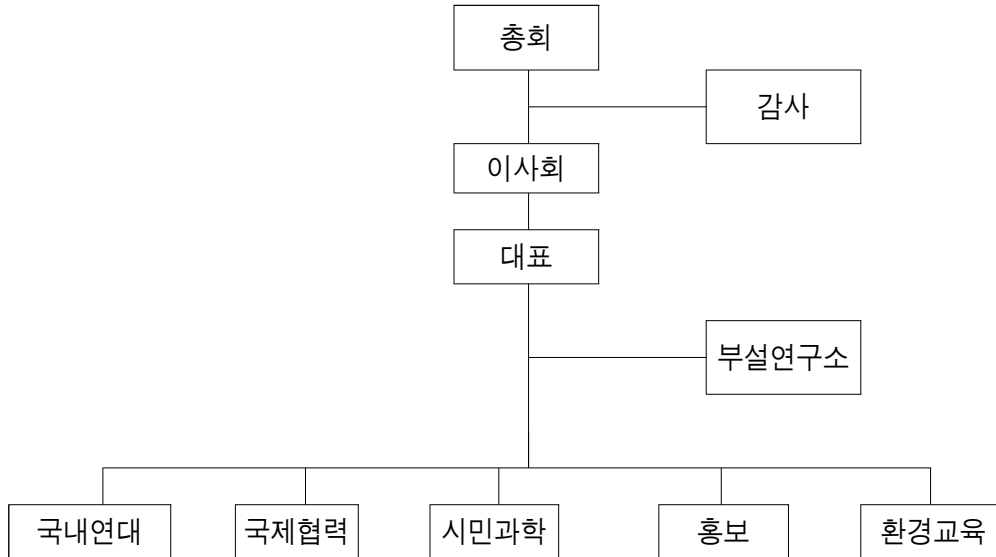 총회
감사
이사회
대표
부설연구소
국내연대
국제협력
시민과학
홍보
환경교육